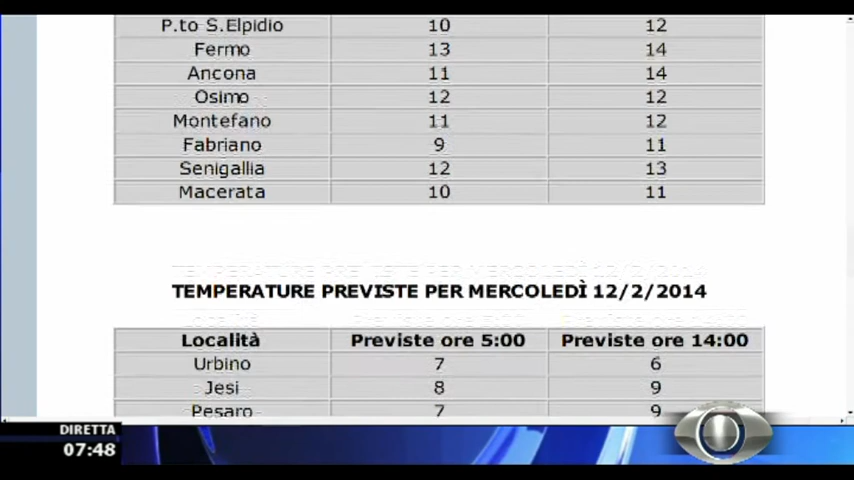 P.to S.Elpidio 10 12
Fermo 13 14
Ancona 11 14
Osimo 12 12
Montefano 11 12
Fabriano 9 11
Senigallia 12 13
Macerata 10 11
TEMPERATURE PREVISTE PER MERCOLEDÌ 12/2/2014
Località Previste ore 5:00 Previste ore 14:00
Urbino 7 6
Jesi 8 9
Pesaro 7 9
DIRETTA
07:48